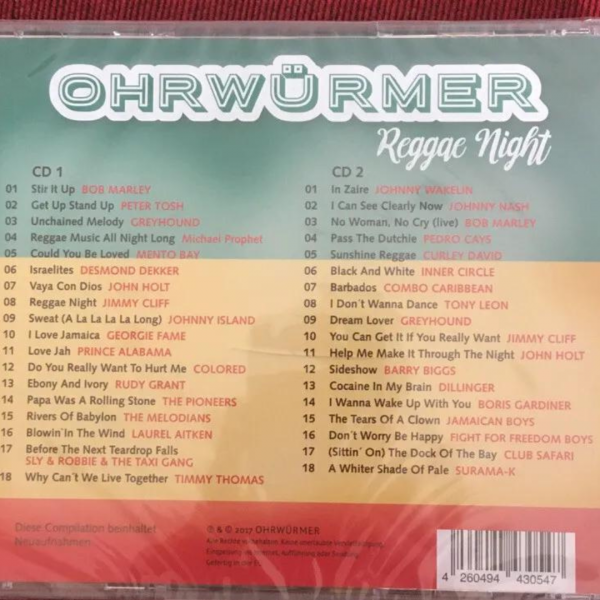 OHRWÜRMER
Reggae Night
CD 1
01 Stir It Up BOB MARLEY
02 Get Up Stand Up PETER TOSH
03 Unchained Melody GREYHOUND
04 Reggae Music All Night Long Michael Prophet
05 Could You Be Loved MENTO BAY
06 Israelites DESMOND DEKKER
07 Vaya Con Dios JOHN HOLT
08 Reggae Night JIMMY CLIFF
09 Sweat (A La La La La Long) JOHNNY ISLAND
10 I Love Jamaica GEORGIE FAME
11 Love Jah PRINCE ALABAMA
12 Do You Really Want To Hurt Me COLORED
13 Ebony And Ivory RUDY GRANT
14 Papa Was A Rolling Stone THE PIONEERS
15 Rivers Of Babylon THE MELODIANS
16 Blowin´In The Wind LAUREL AITKEN
17 Before The Next Teardrop Falls
SLY & ROBBIE & THE TAXI GANG
18 Why Can´t We Live Together TIMMY THOMAS
CD 2
01 In Zaire JOHNNY WAKELIN
02 I Can See Clearly Now JOHNNY NASH
03 No Woman, No Cry (live) BOB MARLEY
04 Pass The Dutchie PEDRO CAYS
05 Sunshine Reggae CURLEY DAVID
06 Black And White INNER CIRCLE
07 Barbados COMBO CARIBBEAN
08 I Don´t Wanna Dance TONY LEON
09 Dream Lover GREYHOUND
10 You Can Get It If You Really Want JIMMY CLIFF
11 Help Me Make It Through The Night JOHN HOLT
12 Sideshow BARRY BIGGS
13 Cocaine In My Brain DILLINGER
14 I Wanna Wake Up With You BORIS GARDINER
15 The Tears Of A Clown JAMAICAN BOYS
16 Don´t Worry Be Happy FIGHT FOR FREEDOM BOYS
17 (Sittin´ On) The Dock Of The Bay CLUB SAFARI
18 A Whiter Shade Of Pale SURAMA-K
Diese Compilation beinhaltet
Neuaufnahmen.
℗ & © 2017 OHRWÜRMER
Alle Rechte vorbehalten. Keine unerlaubte Vervielfältigung,
Aufführung oder Sendung.
4 260494 430547